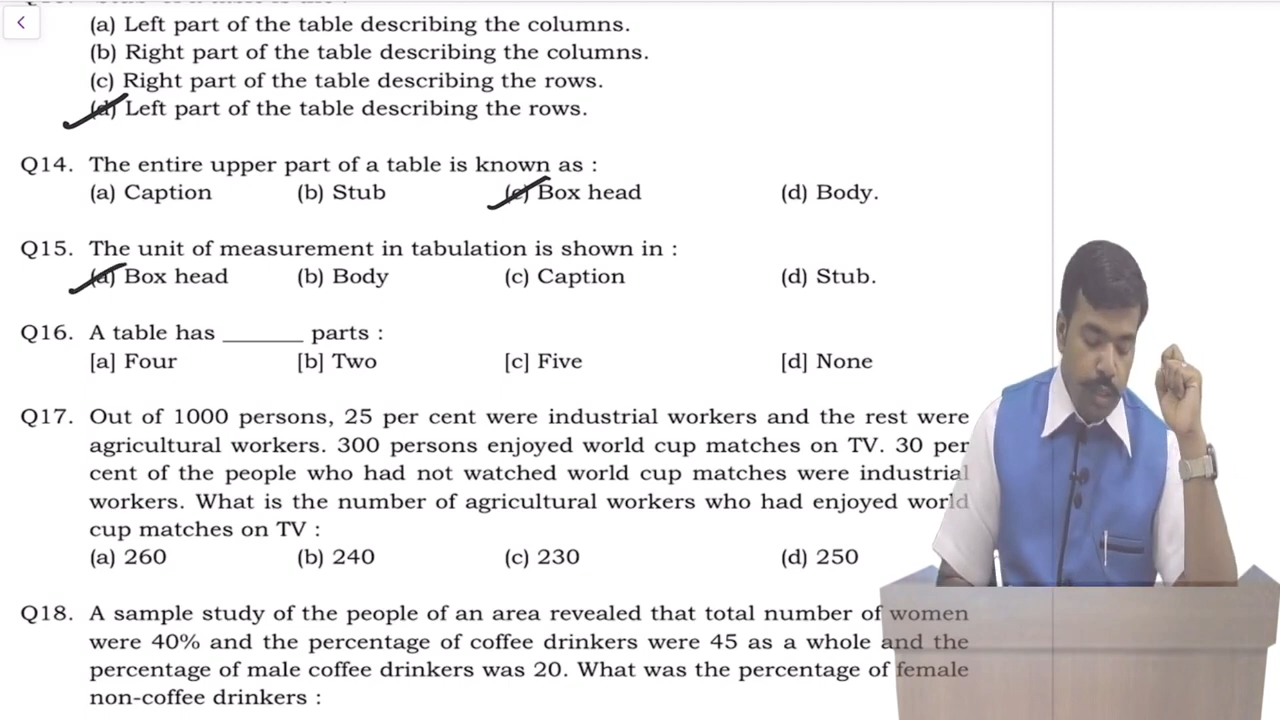 (a) Left part of the table describing the columns.
(b) Right part of the table describing the columns.
(c) Right part of the table describing the rows.
(d) Left part of the table describing the rows.
Q14. The entire upper part of a table is known as :
(a) Caption (b) Stub (c) Box head (d) Body.
Q15. The unit of measurement in tabulation is shown in :
(a) Box head (b) Body (c) Caption (d) Stub.
Q16. A table has _______ parts :
[a] Four [b] Two [c] Five [d] None
Q17. Out of 1000 persons, 25 per cent were industrial workers and the rest were
agricultural workers. 300 persons enjoyed world cup matches on TV. 30 per
cent of the people who had not watched world cup matches were industrial
workers. What is the number of agricultural workers who had enjoyed world
cup matches on TV :
(a) 260 (b) 240 (c) 230 (d) 250
Q18. A sample study of the people of an area revealed that total number of women
were 40% and the percentage of coffee drinkers were 45 as a whole and the
percentage of male coffee drinkers was 20. What was the percentage of female
non-coffee drinkers :